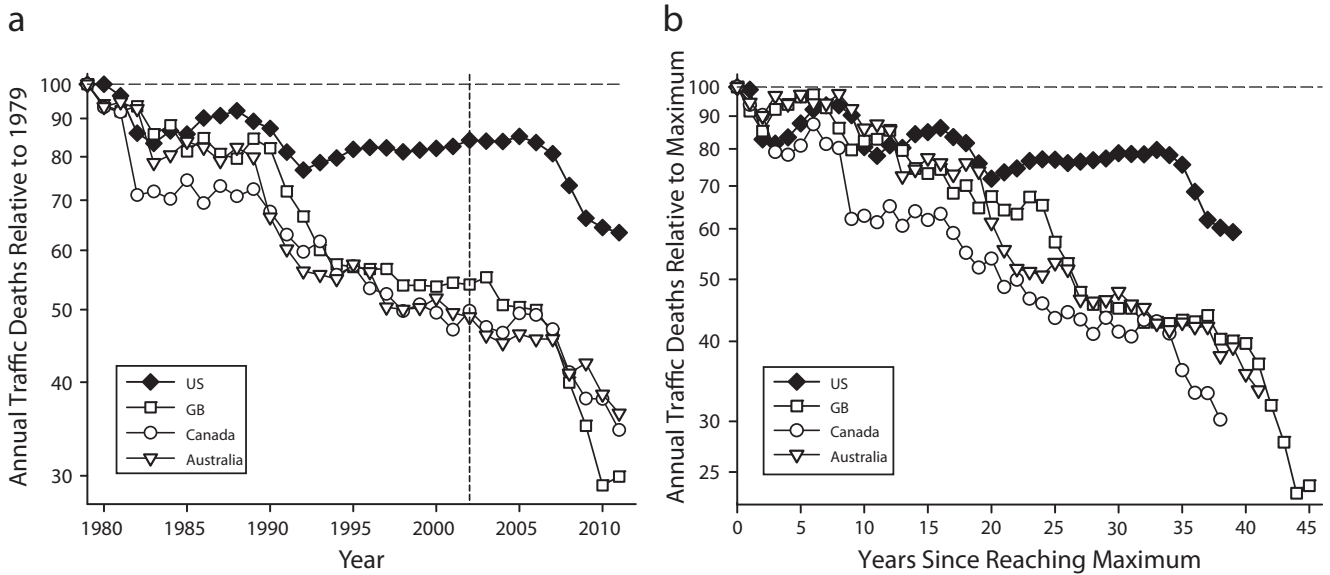 a
Annual Traffic Deaths Relative to 1979
100
90
80
70
60
50
40
30
US
GB
Canada
Australia
1980 1985 1990 1995 2000 2005 2010
Year
b
Annual Traffic Deaths Relative to Maximum
100
90
80
70
60
50
40
30
25
US
GB
Canada
Australia
0 5 10 15 20 25 30 35 40 45
Years Since Reaching Maximum